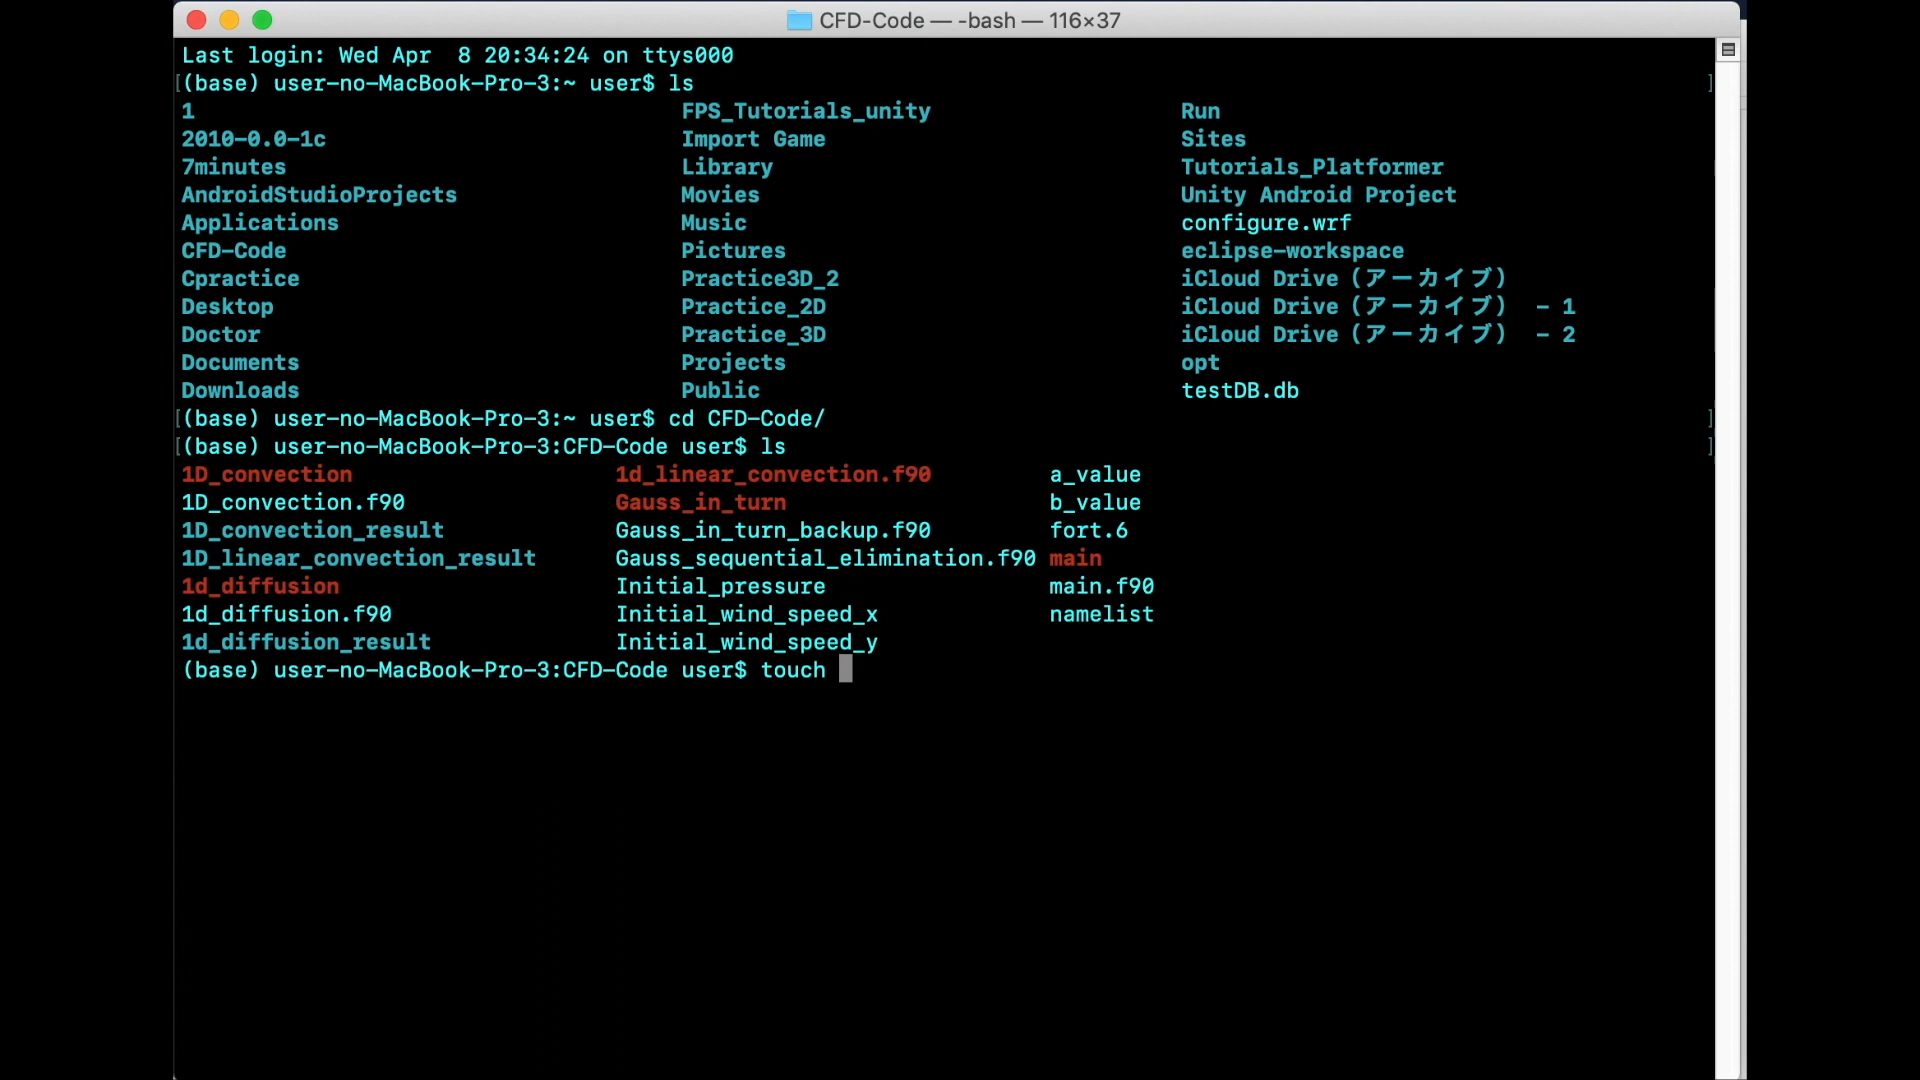 CFD-Code — -bash — 116×37
Last login: Wed Apr  8 20:34:24 on ttys000
[(base) user-no-MacBook-Pro-3:~ user$ ls ]
1 FPS_Tutorials_unity Run
2010-0.0-1c Import Game Sites
7minutes Library Tutorials_Platformer
AndroidStudioProjects Movies Unity Android Project
Applications Music configure.wrf
CFD-Code Pictures eclipse-workspace
Cpractice Practice3D_2 iCloud Drive（アーカイブ）
Desktop Practice_2D iCloud Drive（アーカイブ） - 1
Doctor Practice_3D iCloud Drive（アーカイブ） - 2
Documents Projects opt
Downloads Public testDB.db
[(base) user-no-MacBook-Pro-3:~ user$ cd CFD-Code/ ]
[(base) user-no-MacBook-Pro-3:CFD-Code user$ ls ]
1D_convection 1d_linear_convection.f90 a_value
1D_convection.f90 Gauss_in_turn b_value
1D_convection_result Gauss_in_turn_backup.f90 fort.6
1D_linear_convection_result Gauss_sequential_elimination.f90 main
1d_diffusion Initial_pressure main.f90
1d_diffusion.f90 Initial_wind_speed_x namelist
1d_diffusion_result Initial_wind_speed_y
(base) user-no-MacBook-Pro-3:CFD-Code user$ touch